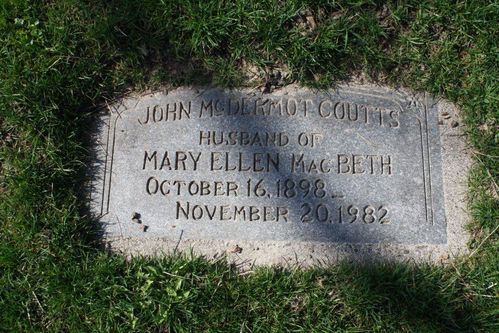 JOHN McDERMOT COUTTS
HUSBAND OF
MARY ELLEN MacBETH
OCTOBER 16, 1898 –
NOVEMBER 20, 1982